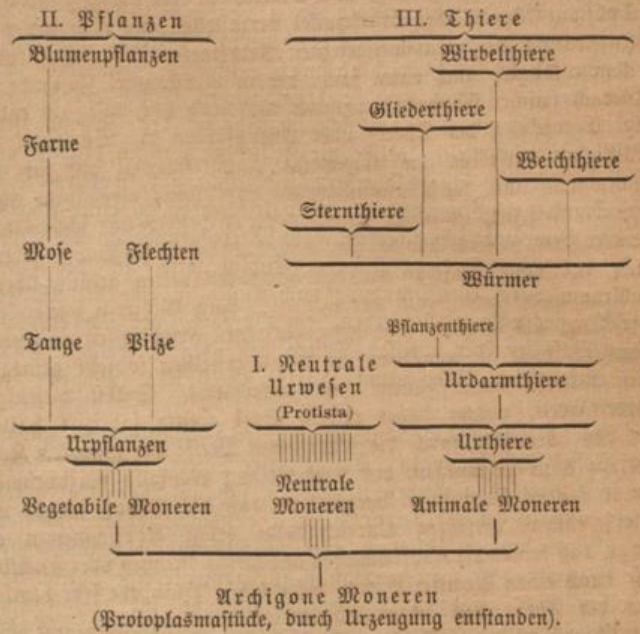 II. Pflanzen
Blumenpflanzen
Farne
Mose Flechten
Tange Pilze
Urpflanzen
Vegetabile Moneren
I. Neutrale
Urwesen
(Protista)
Neutrale
Moneren
III. Thiere
Wirbelthiere
Gliederthiere
Weichthiere
Sternthiere
Würmer
Pflanzenthiere
Urdarmthiere
Urthiere
Animale Moneren
Archigone Moneren
(Protoplasmastücke, durch Urzeugung entstanden).